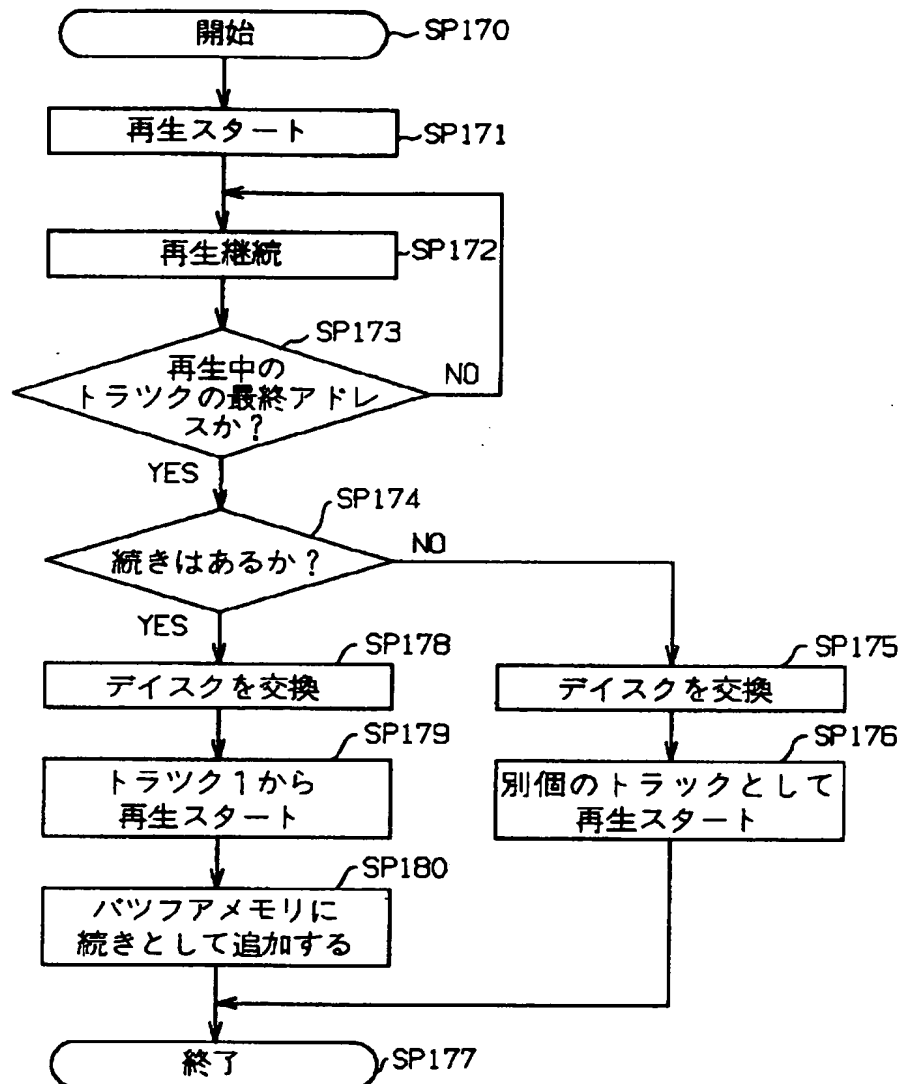 開始
SP170
再生スタート
SP171
再生継続
SP172
SP173
再生中の
トラツクの最終アドレ
スか？
NO
YES
SP174
続きはあるか？
NO
YES
SP178
デイスクを交換
SP175
デイスクを交換
SP179
トラツク1から
再生スタート
SP176
別個のトラックとして
再生スタート
SP180
バツフアメモリに
続きとして追加する
終了
SP177